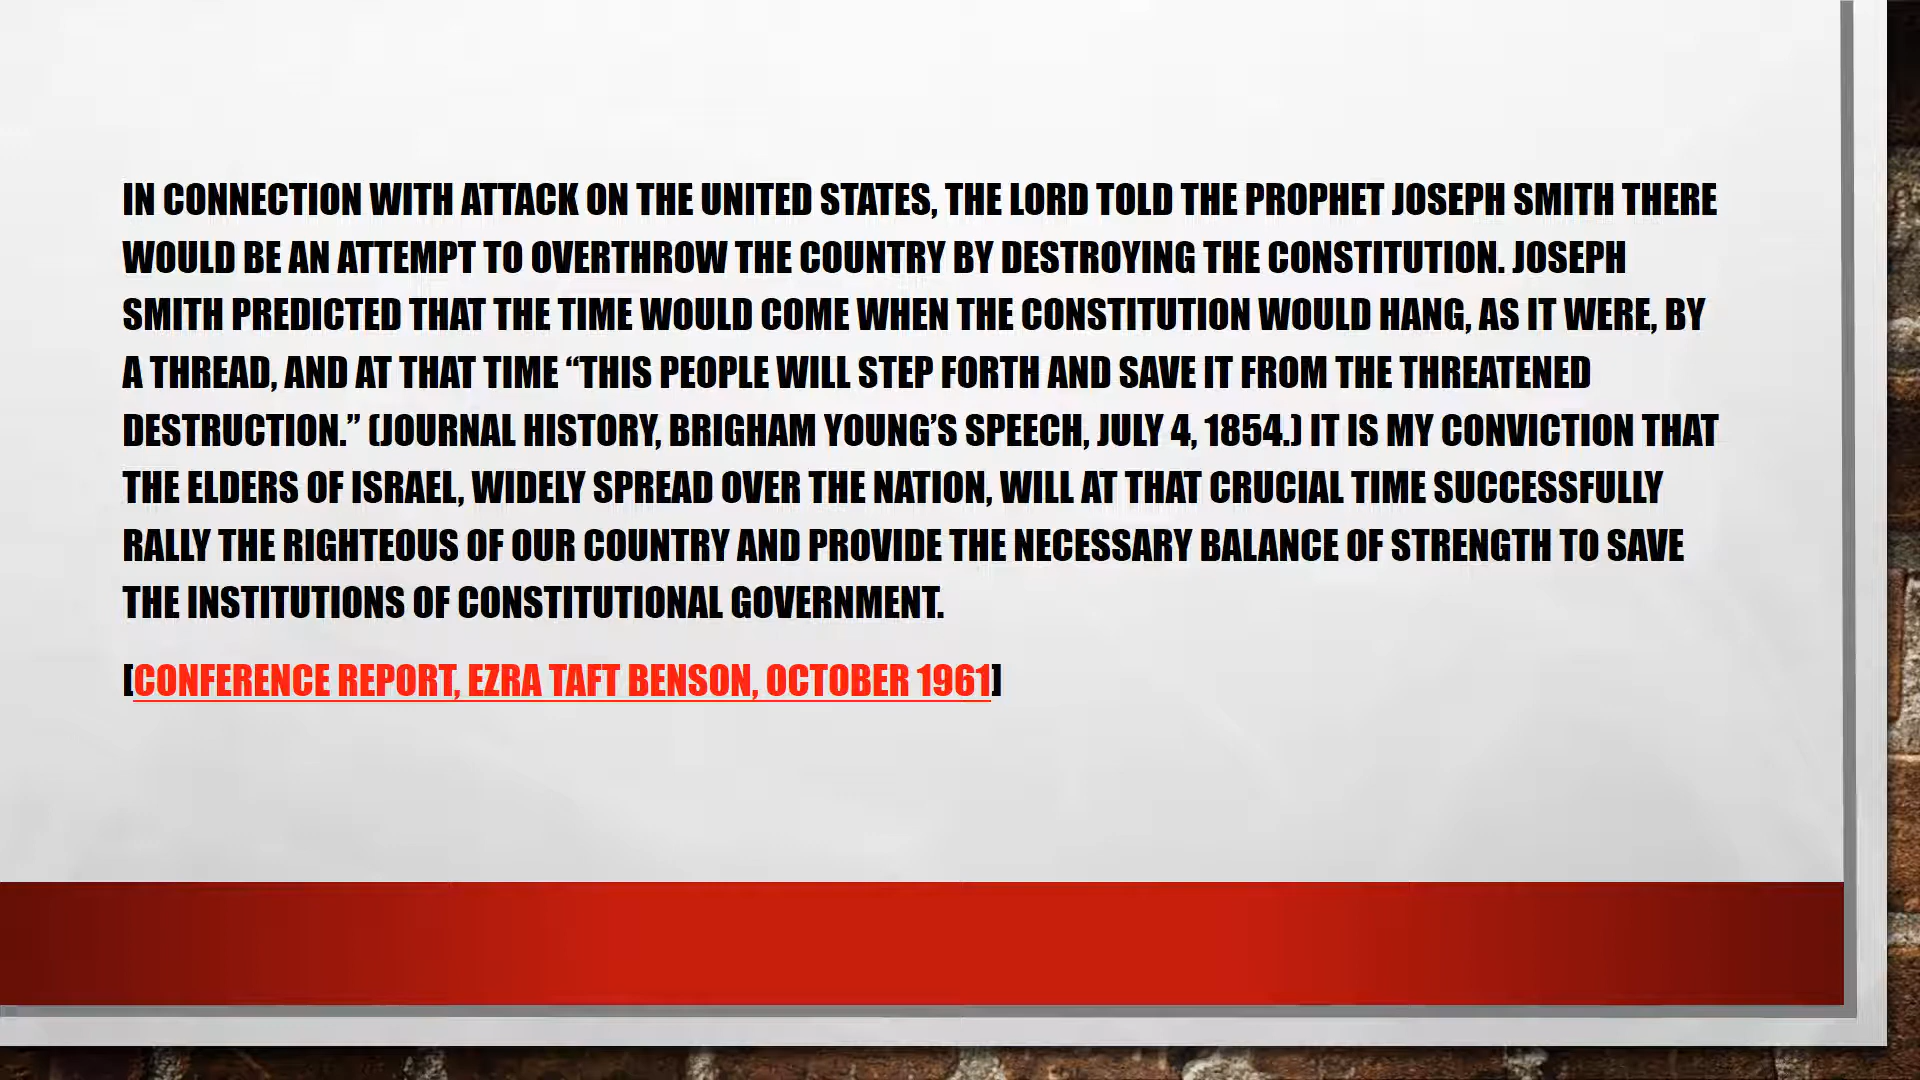 IN CONNECTION WITH ATTACK ON THE UNITED STATES, THE LORD TOLD THE PROPHET JOSEPH SMITH THERE
WOULD BE AN ATTEMPT TO OVERTHROW THE COUNTRY BY DESTROYING THE CONSTITUTION. JOSEPH
SMITH PREDICTED THAT THE TIME WOULD COME WHEN THE CONSTITUTION WOULD HANG, AS IT WERE, BY
A THREAD, AND AT THAT TIME “THIS PEOPLE WILL STEP FORTH AND SAVE IT FROM THE THREATENED
DESTRUCTION.” (JOURNAL HISTORY, BRIGHAM YOUNG’S SPEECH, JULY 4, 1854.) IT IS MY CONVICTION THAT
THE ELDERS OF ISRAEL, WIDELY SPREAD OVER THE NATION, WILL AT THAT CRUCIAL TIME SUCCESSFULLY
RALLY THE RIGHTEOUS OF OUR COUNTRY AND PROVIDE THE NECESSARY BALANCE OF STRENGTH TO SAVE
THE INSTITUTIONS OF CONSTITUTIONAL GOVERNMENT.
[CONFERENCE REPORT, EZRA TAFT BENSON, OCTOBER 1961]